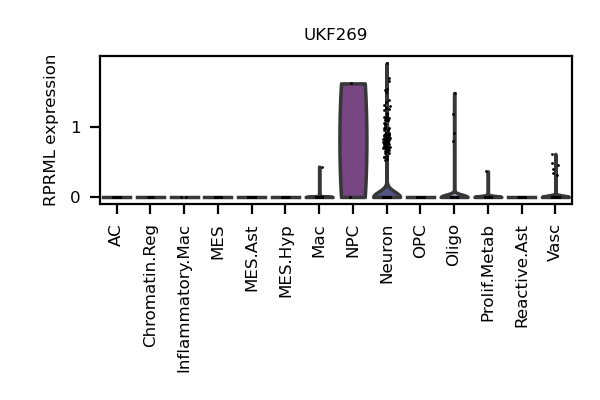 UKF269
RPRML expression
1
0
AC
Chromatin.Reg
Inflammatory.Mac
MES
MES.Ast
MES.Hyp
Mac
NPC
Neuron
OPC
Oligo
Prolif.Metab
Reactive.Ast
Vasc